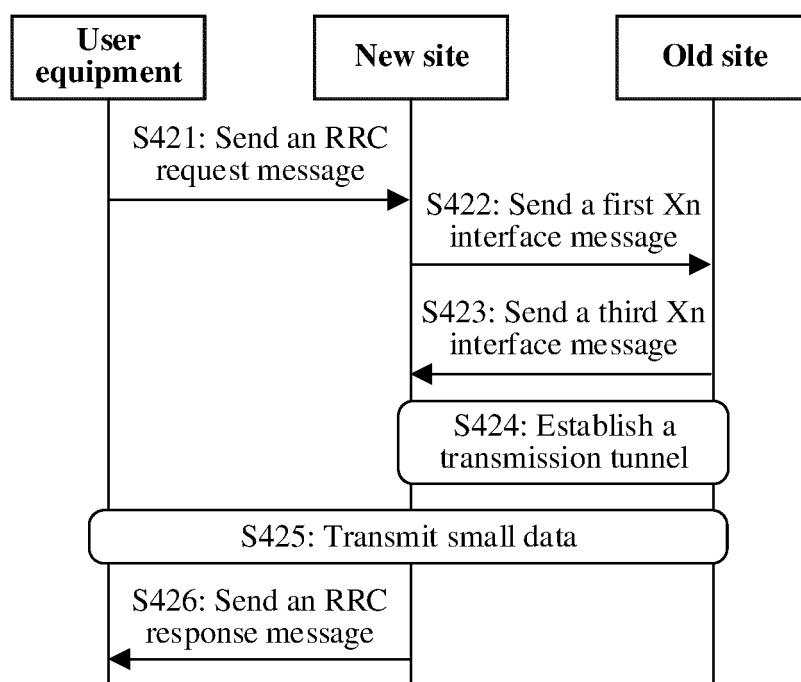 User
equipment
New site
Old site
S421: Send an RRC
request message
S422: Send a first Xn
interface message
S423: Send a third Xn
interface message
S424: Establish a
transmission tunnel
S425: Transmit small data
S426: Send an RRC
response message